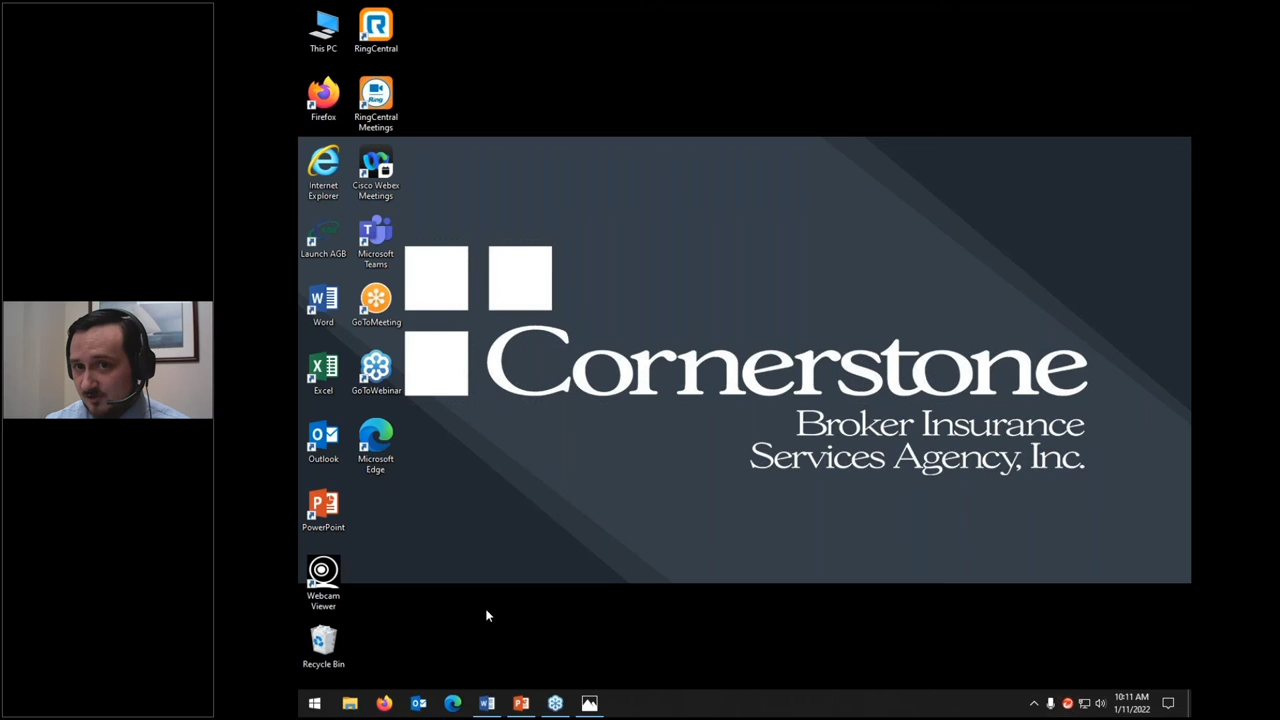 This PC
RingCentral
Firefox
RingCentral
Meetings
Internet
Explorer
Cisco Webex
Meetings
Launch AGB
Microsoft
Teams
Word
GoToMeeting
Excel
GoToWebinar
Outlook
Microsoft
Edge
PowerPoint
Webcam
Viewer
Recycle Bin
Cornerstone
Broker Insurance
Services Agency, Inc.
10:11 AM
1/11/2022